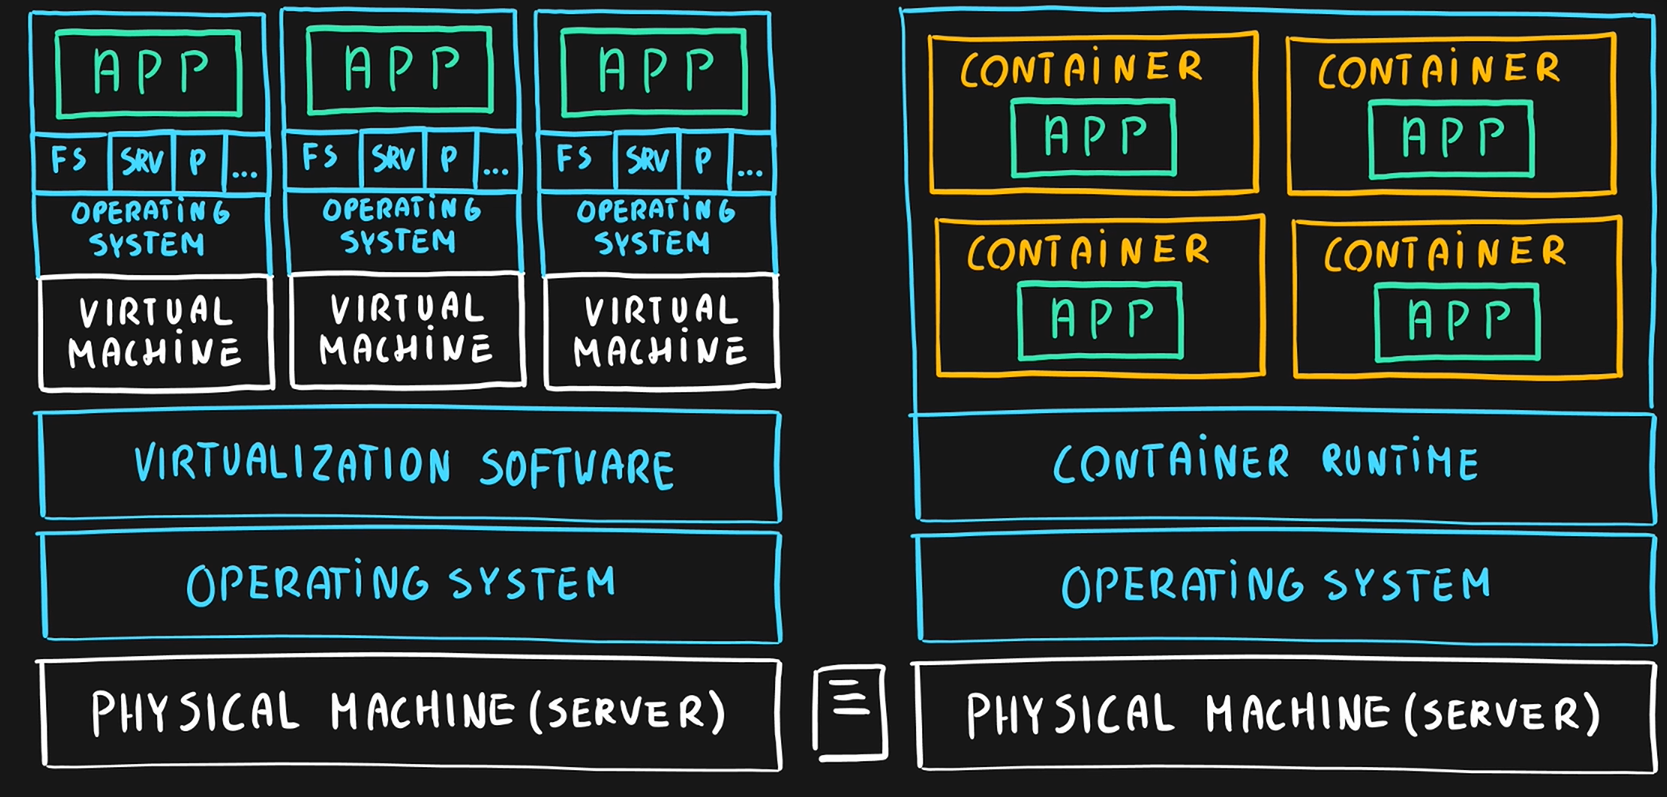 APP
FS SRV P ...
OPERATING
SYSTEM
VIRTUAL
MACHINE
APP
FS SRV P ...
OPERATING
SYSTEM
VIRTUAL
MACHINE
APP
FS SRV P ...
OPERATING
SYSTEM
VIRTUAL
MACHINE
VIRTUALIZATION SOFTWARE
OPERATING SYSTEM
PHYSICAL MACHINE (SERVER)
CONTAINER
APP
CONTAINER
APP
CONTAINER
APP
CONTAINER
APP
CONTAINER RUNTIME
OPERATING SYSTEM
PHYSICAL MACHINE (SERVER)